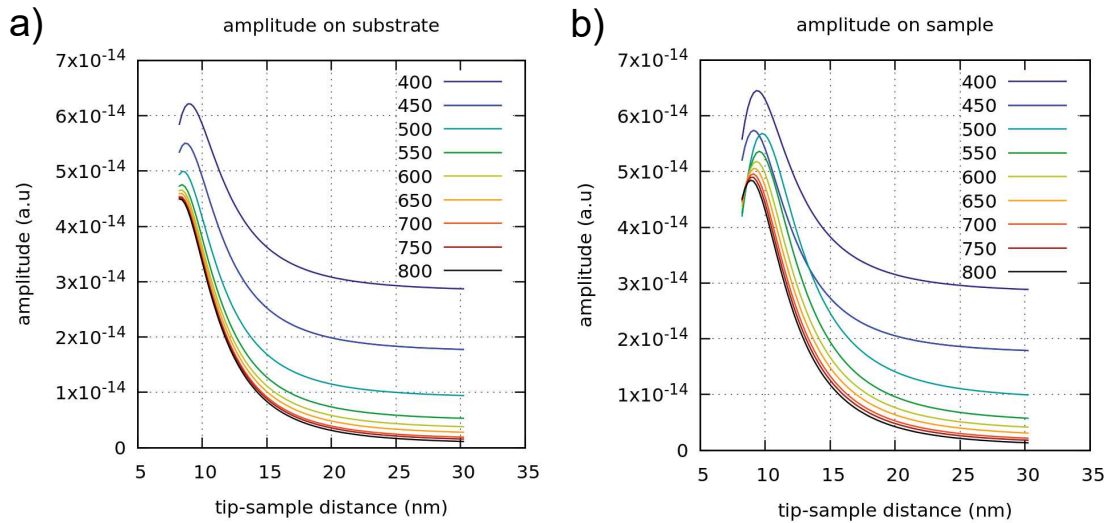 a)
amplitude on substrate
7x10-14
6x10-14
5x10-14
4x10-14
3x10-14
2x10-14
1x10-14
0
amplitude (a.u)
400
450
500
550
600
650
700
750
800
5 10 15 20 25 30 35
tip-sample distance (nm)
b)
amplitude on sample
7x10-14
6x10-14
5x10-14
4x10-14
3x10-14
2x10-14
1x10-14
0
amplitude (a.u)
400
450
500
550
600
650
700
750
800
5 10 15 20 25 30 35
tip-sample distance (nm)